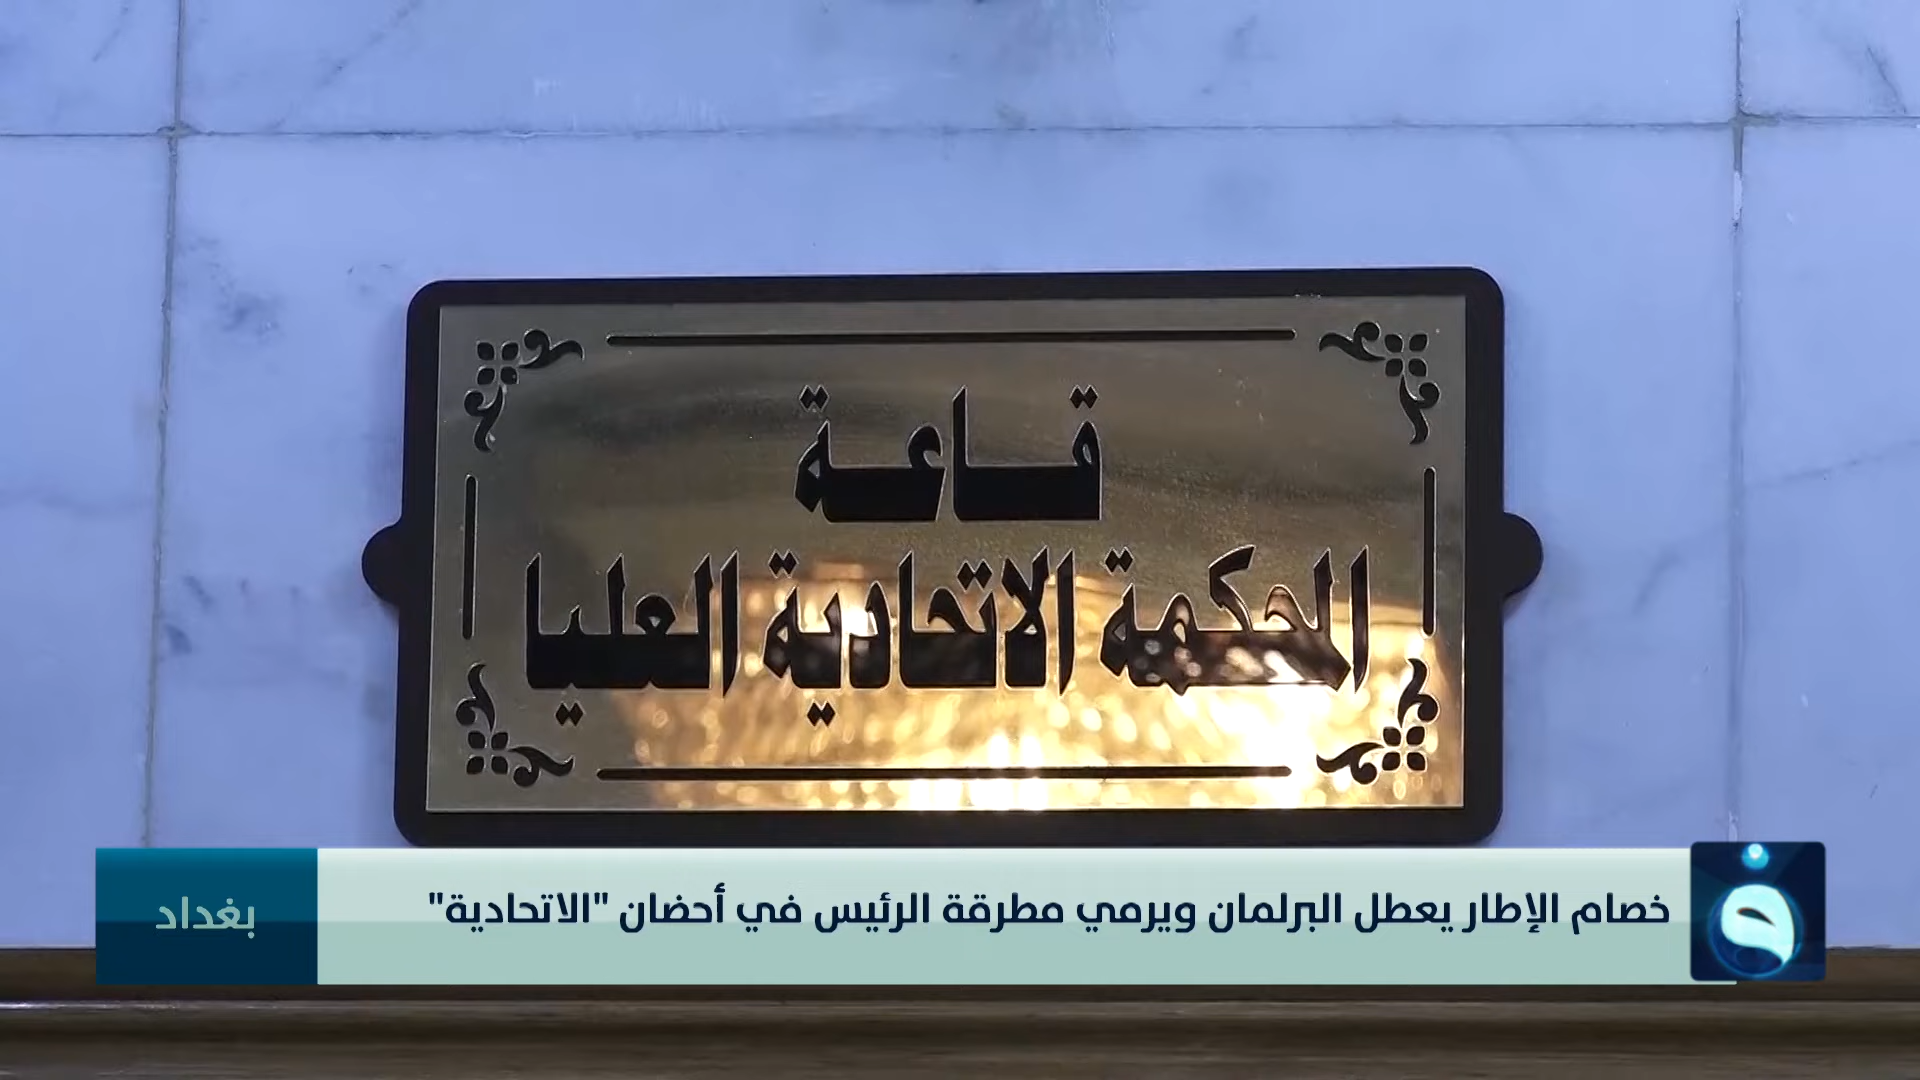 قاعة
المحكمة الاتحادية العليا
خصام الإطار يعطل البرلمان ويرمي مطرقة الرئيس في أحضان "الاتحادية"
بغداد